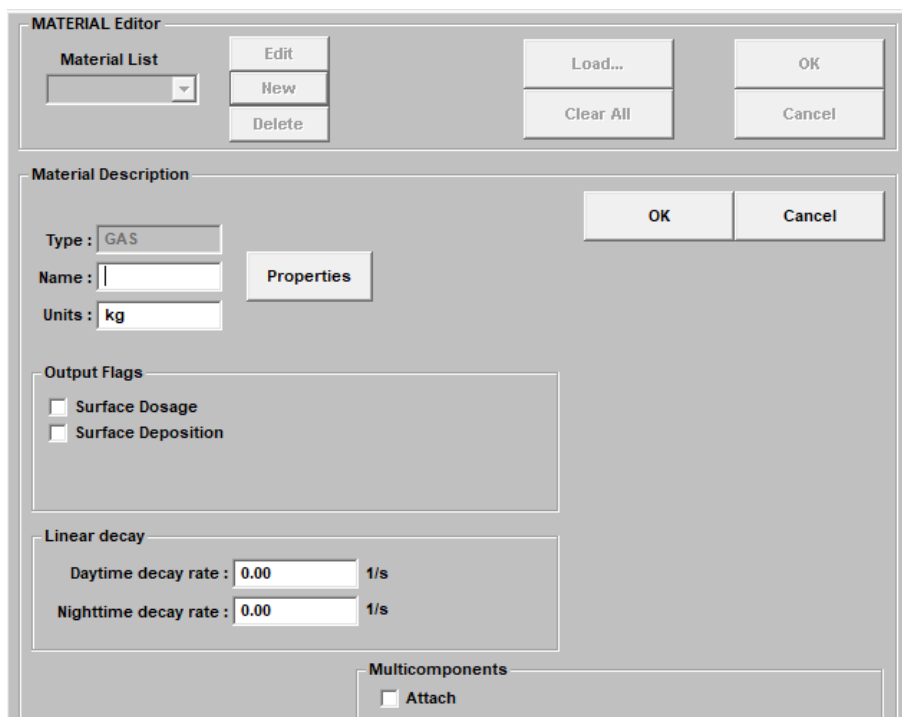 MATERIAL Editor
Material List
Edit
New
Delete
Load...
Clear All
OK
Cancel
Material Description
OK
Cancel
Type : GAS
Name :
Properties
Units : kg
Output Flags
Surface Dosage
Surface Deposition
Linear decay
Daytime decay rate : 0.00 1/s
Nighttime decay rate : 0.00 1/s
Multicomponents
Attach